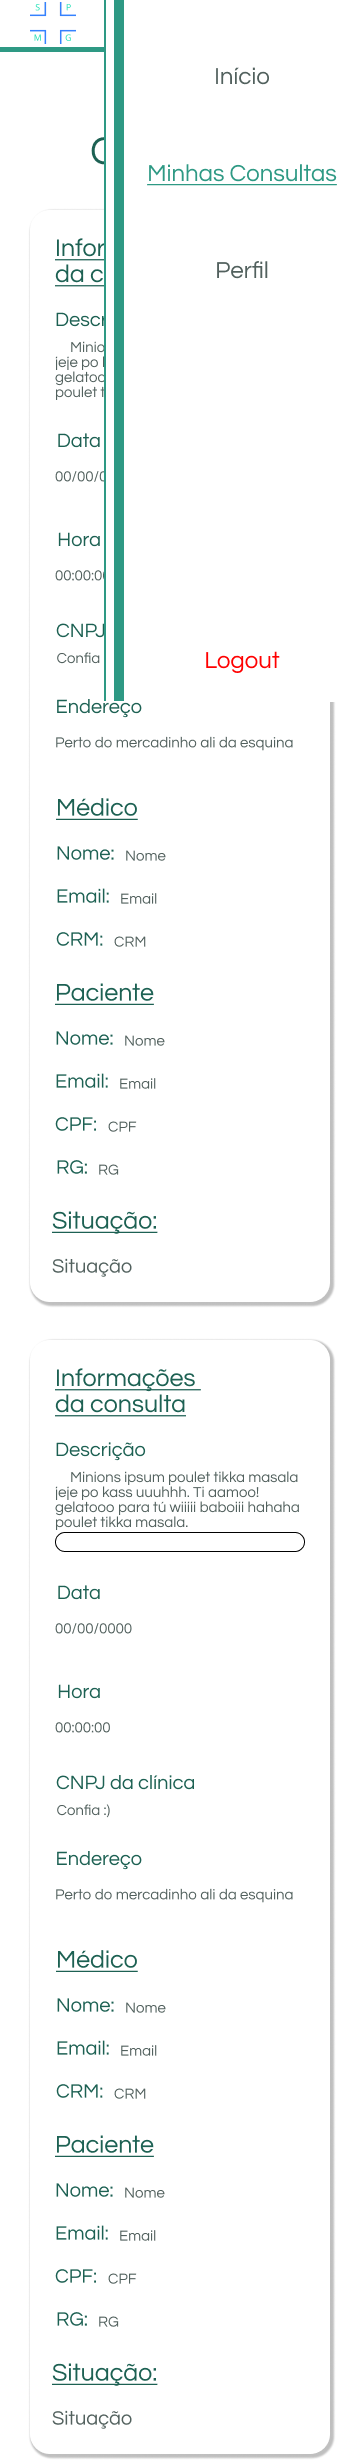 S P
M G
Início
Minhas Consultas
Perfil
Logout
Infor
da c
Descr
Minio
jeje po
gelatoo
poulet
Data
00/00/0
Hora
00:00:0
CNPJ
Confia
Endereço
Perto do mercadinho ali da esquina
Médico
Nome: Nome
Email: Email
CRM: CRM
Paciente
Nome: Nome
Email: Email
CPF: CPF
RG: RG
Situação:
Situação
Informações
da consulta
Descrição
Minions ipsum poulet tikka masala
jeje po kass uuuhhh. Ti aamoo!
gelatooo para tú wiiiii baboiii hahaha
poulet tikka masala.
Data
00/00/0000
Hora
00:00:00
CNPJ da clínica
Confia :)
Endereço
Perto do mercadinho ali da esquina
Médico
Nome: Nome
Email: Email
CRM: CRM
Paciente
Nome: Nome
Email: Email
CPF: CPF
RG: RG
Situação:
Situação